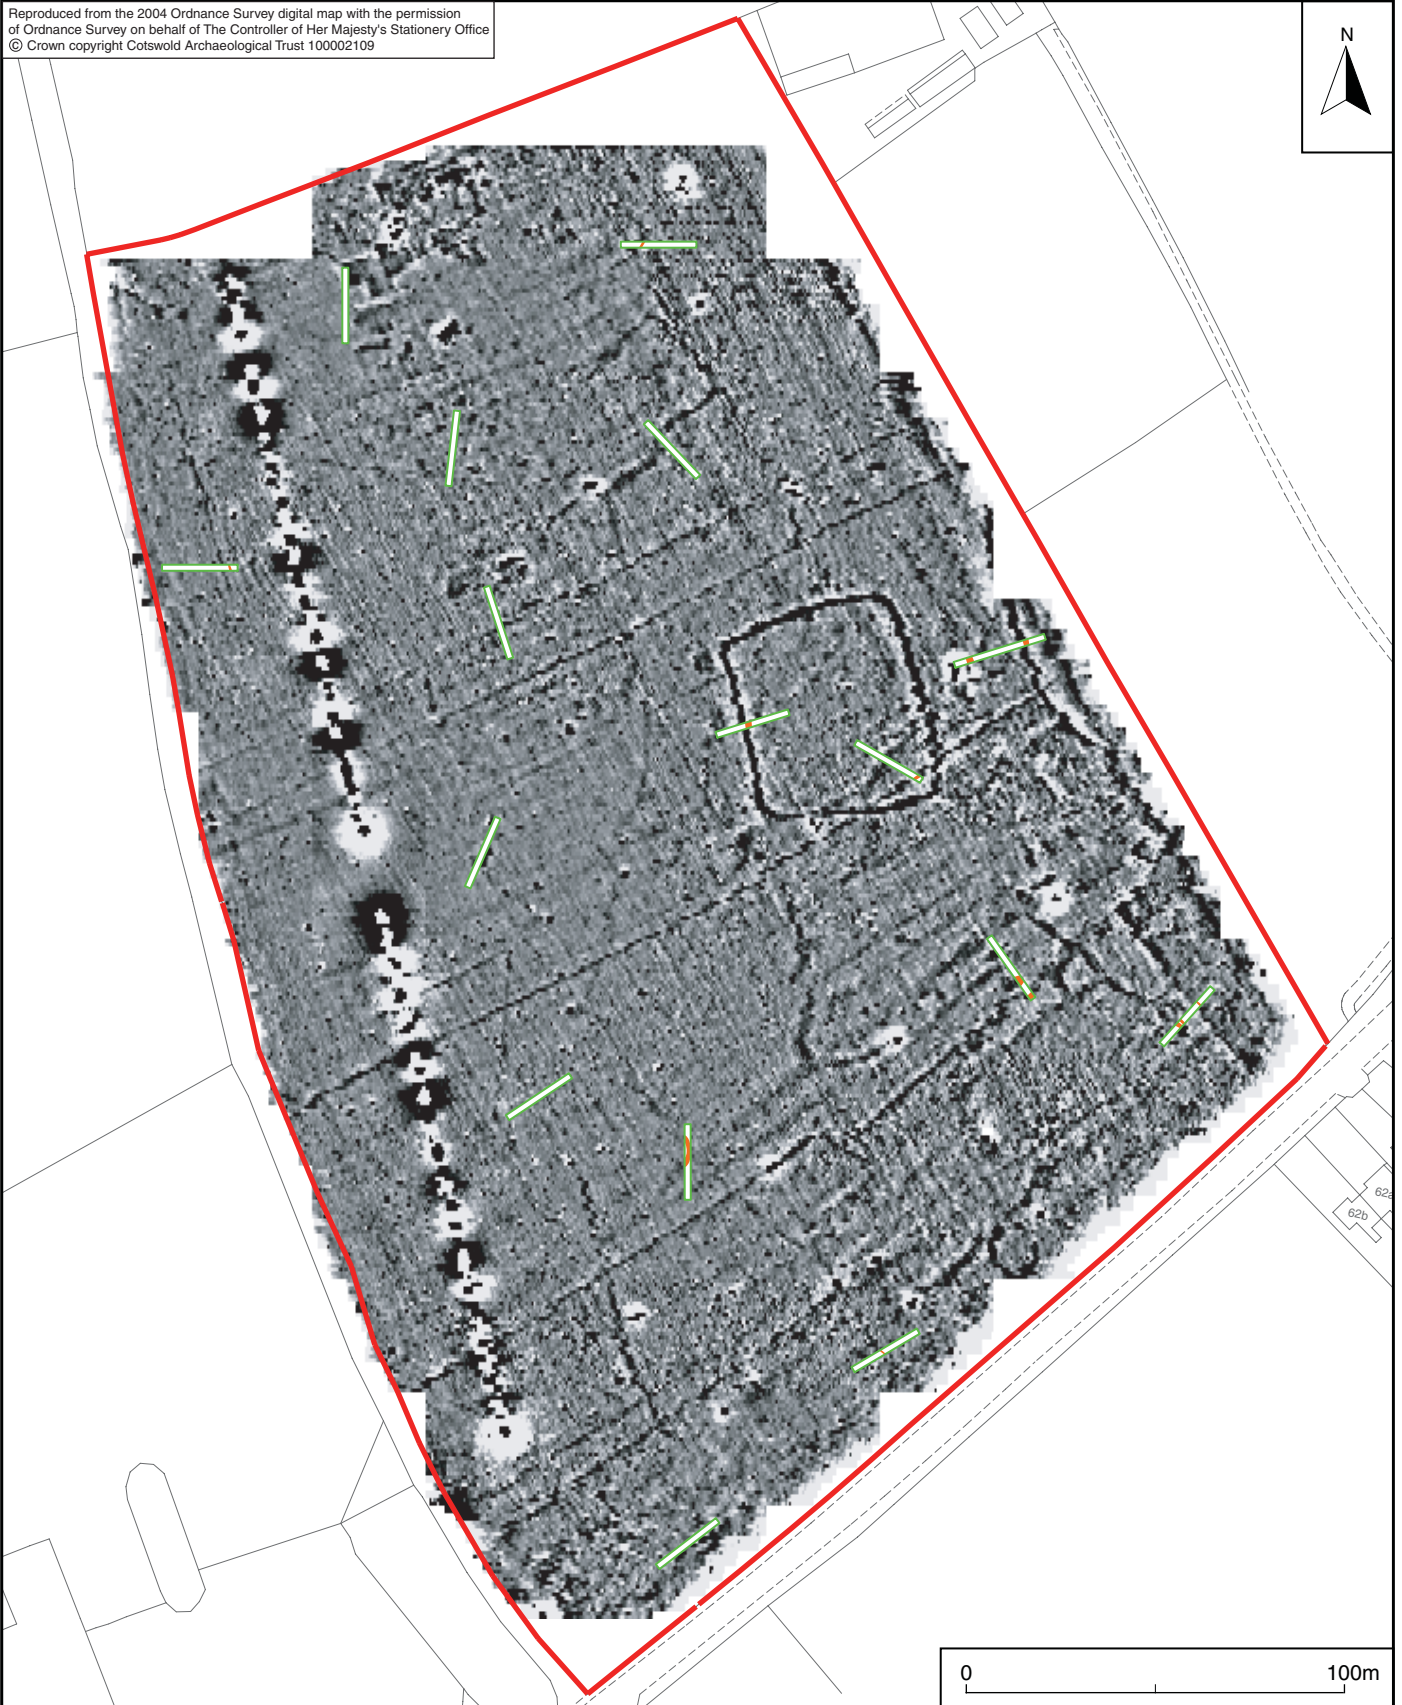 Reproduced from the 2004 Ordnance Survey digital map with the permission
of Ordnance Survey on behalf of The Controller of Her Majesty's Stationery Office
© Crown copyright Cotswold Archaeological Trust 100002109
N
62a
62b
0 100m